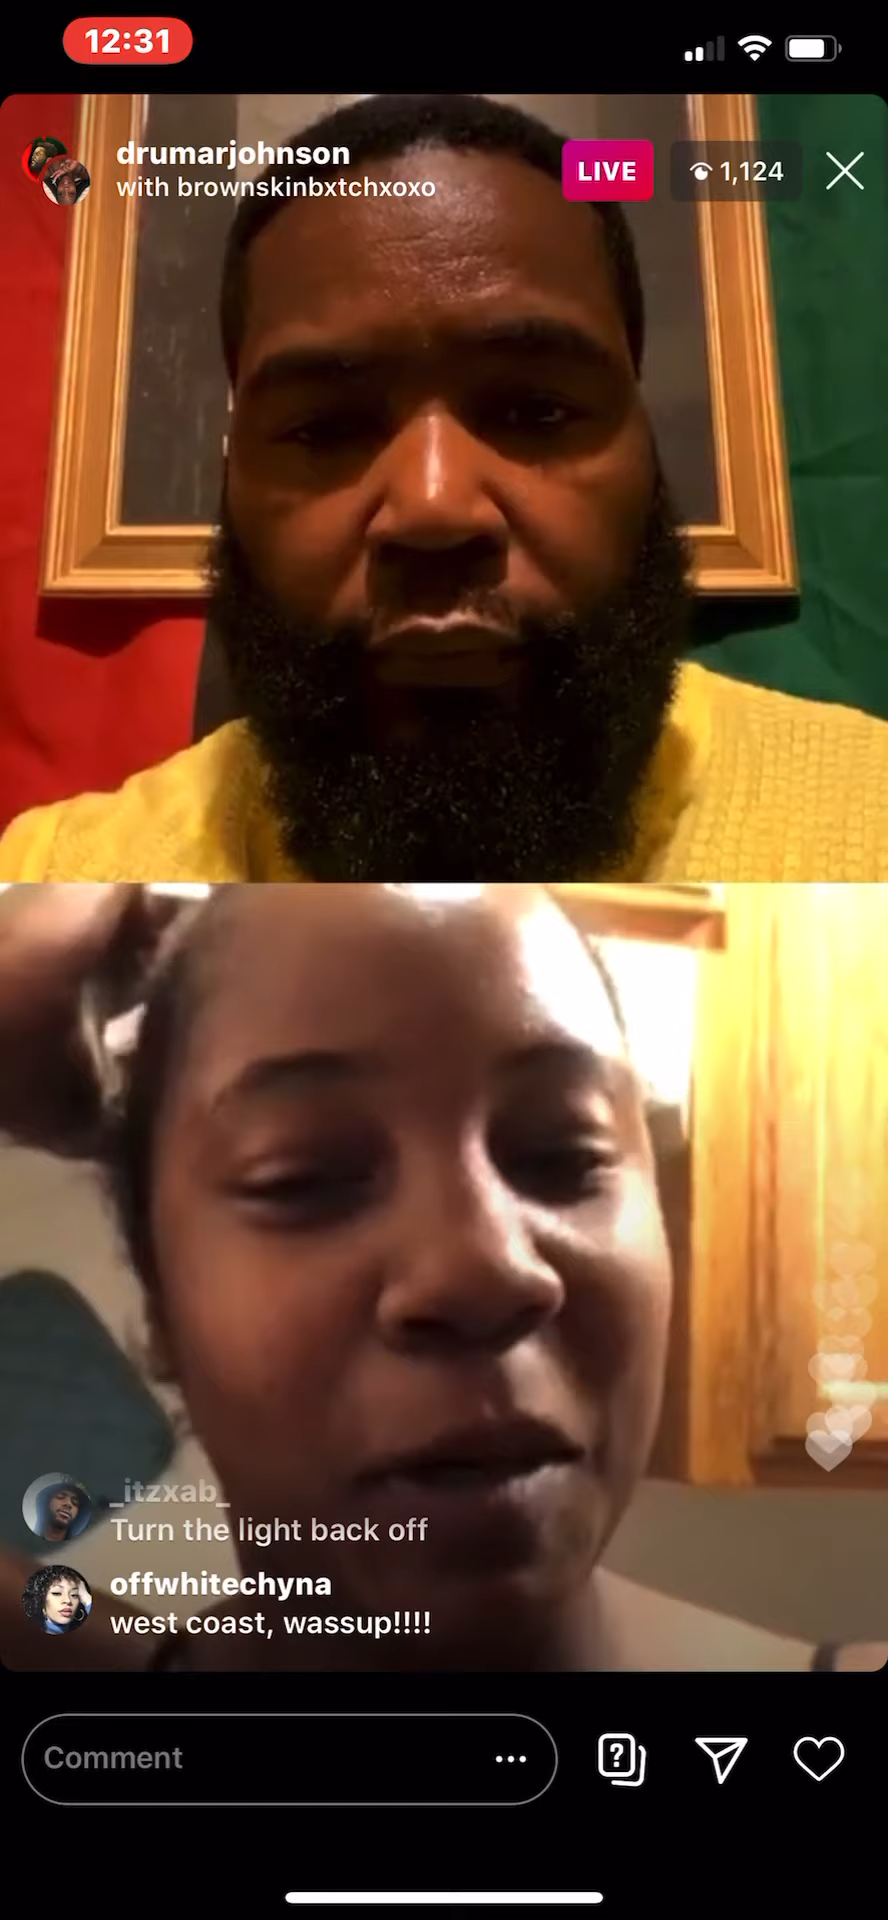 12:31
drumarjohnson
with brownskinbxtchxoxo
LIVE
1,124
_itzxab_
Turn the light back off
offwhitechyna
west coast, wassup!!!!
Comment